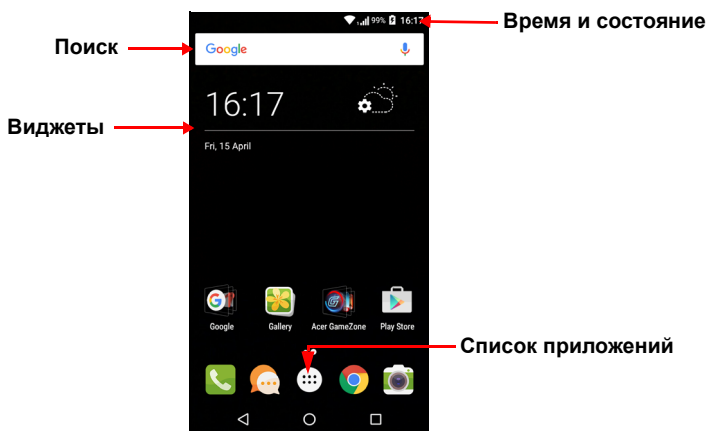 99% 16:17
Время и состояние
Поиск
Google
16:17
Виджеты
Fri, 15 April
Google Gallery Acer GameZone Play Store
Список приложений